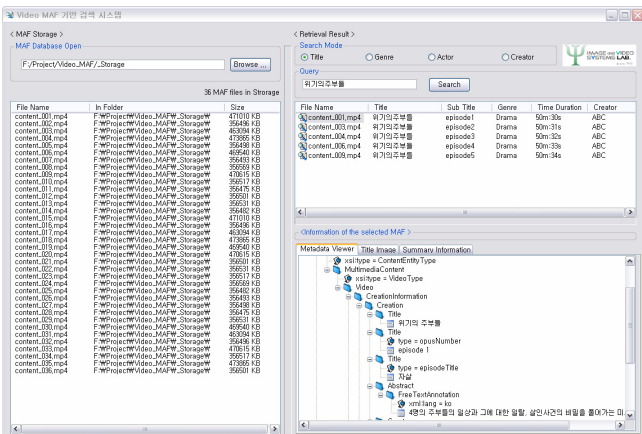 Video MAF 기반 검색 시스템
< MAF Storage >
MAF Database Open
F:/Project/Video_MAF/_Storage
Browse ...
36 MAF files in Storage
File Name In Folder Size
content_001,mp4 F:₩Project₩Video_MAF₩_Storage₩ 471010 KB
content_002,mp4 F:₩Project₩Video_MAF₩_Storage₩ 356496 KB
content_003,mp4 F:₩Project₩Video_MAF₩_Storage₩ 463094 KB
content_004,mp4 F:₩Project₩Video_MAF₩_Storage₩ 473865 KB
content_005,mp4 F:₩Project₩Video_MAF₩_Storage₩ 356498 KB
content_006,mp4 F:₩Project₩Video_MAF₩_Storage₩ 469540 KB
content_007,mp4 F:₩Project₩Video_MAF₩_Storage₩ 356493 KB
content_008,mp4 F:₩Project₩Video_MAF₩_Storage₩ 356569 KB
content_009,mp4 F:₩Project₩Video_MAF₩_Storage₩ 470615 KB
content_010,mp4 F:₩Project₩Video_MAF₩_Storage₩ 356517 KB
content_011,mp4 F:₩Project₩Video_MAF₩_Storage₩ 356475 KB
content_012,mp4 F:₩Project₩Video_MAF₩_Storage₩ 356501 KB
content_013,mp4 F:₩Project₩Video_MAF₩_Storage₩ 356531 KB
content_014,mp4 F:₩Project₩Video_MAF₩_Storage₩ 356482 KB
content_015,mp4 F:₩Project₩Video_MAF₩_Storage₩ 471010 KB
content_016,mp4 F:₩Project₩Video_MAF₩_Storage₩ 356496 KB
content_017,mp4 F:₩Project₩Video_MAF₩_Storage₩ 463094 KB
content_018,mp4 F:₩Project₩Video_MAF₩_Storage₩ 473865 KB
content_019,mp4 F:₩Project₩Video_MAF₩_Storage₩ 469540 KB
content_020,mp4 F:₩Project₩Video_MAF₩_Storage₩ 470615 KB
content_021,mp4 F:₩Project₩Video_MAF₩_Storage₩ 356501 KB
content_022,mp4 F:₩Project₩Video_MAF₩_Storage₩ 356531 KB
content_023,mp4 F:₩Project₩Video_MAF₩_Storage₩ 356517 KB
content_024,mp4 F:₩Project₩Video_MAF₩_Storage₩ 356569 KB
content_025,mp4 F:₩Project₩Video_MAF₩_Storage₩ 356482 KB
content_026,mp4 F:₩Project₩Video_MAF₩_Storage₩ 356493 KB
content_027,mp4 F:₩Project₩Video_MAF₩_Storage₩ 356498 KB
content_028,mp4 F:₩Project₩Video_MAF₩_Storage₩ 356475 KB
content_029,mp4 F:₩Project₩Video_MAF₩_Storage₩ 356531 KB
content_030,mp4 F:₩Project₩Video_MAF₩_Storage₩ 469540 KB
content_031,mp4 F:₩Project₩Video_MAF₩_Storage₩ 463094 KB
content_032,mp4 F:₩Project₩Video_MAF₩_Storage₩ 356496 KB
content_033,mp4 F:₩Project₩Video_MAF₩_Storage₩ 470615 KB
content_034,mp4 F:₩Project₩Video_MAF₩_Storage₩ 356517 KB
content_035,mp4 F:₩Project₩Video_MAF₩_Storage₩ 473865 KB
content_036,mp4 F:₩Project₩Video_MAF₩_Storage₩ 356501 KB
< Retrieval Result >
Search Mode
Title Genre Actor Creator
IMAGE and VIDEO
SYSTEMS LAB.
Query
위기의주부들
Search
File Name Title Sub Title Genre Time Duration Creator
content_001,mp4 위기의주부들 episode1 Drama 50m:30s ABC
content_003,mp4 위기의주부들 episode2 Drama 50m:31s ABC
content_004,mp4 위기의주부들 episode3 Drama 50m:32s ABC
content_006,mp4 위기의주부들 episode4 Drama 50m:33s ABC
content_009,mp4 위기의주부들 episode5 Drama 50m:34s ABC
<Information of the selected MAF >
Metadata Viewer Title Image Summary Information
xsi:type = ContentEntityType
MultimediaContent
xsi:type = VideoType
Video
CreationInformation
Creation
Title
위기의 주부들
Title
type = opusNumber
episode 1
Title
type = episodeTitle
자살
Abstract
FreeTextAnnotation
xml:lang = ko
4명의 주부들의 일상과 그에 대한 일탈, 살인사건의 비밀을 풀어가는 미